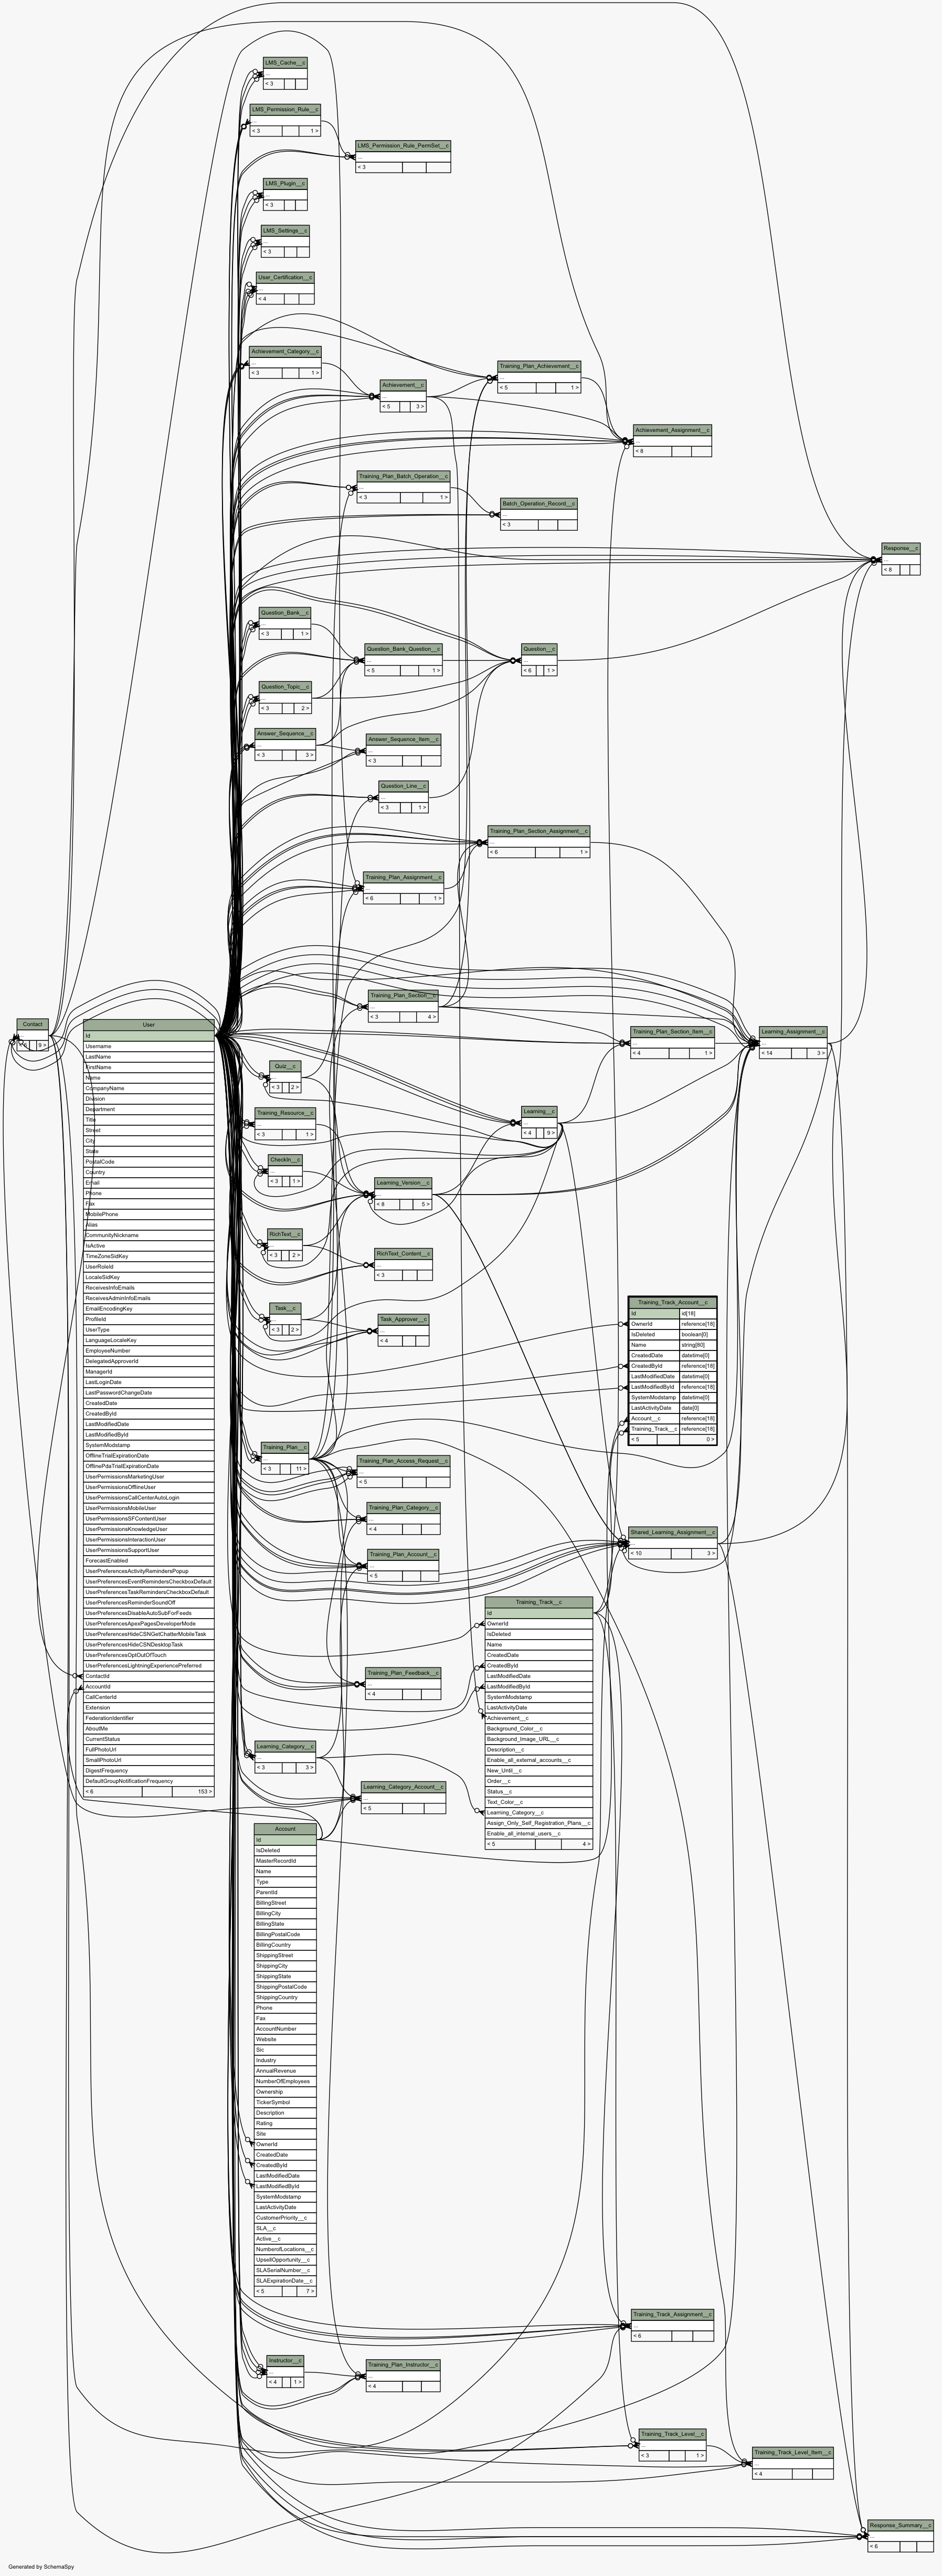 LMS_Cache__c
...
< 3
LMS_Permission_Rule__c
...
< 3 1 >
LMS_Permission_Rule_PermSet__c
...
< 3
LMS_Plugin__c
...
< 3
LMS_Settings__c
...
< 3
User_Certification__c
...
< 4
Achievement_Category__c
...
< 3 1 >
Training_Plan_Achievement__c
...
< 5 1 >
Achievement__c
...
< 5 3 >
Achievement_Assignment__c
...
< 8
Training_Plan_Batch_Operation__c
...
< 3 1 >
Batch_Operation_Record__c
...
< 3
Response__c
...
< 8
Question_Bank__c
...
< 3 1 >
Question_Bank_Question__c
...
< 5 1 >
Question__c
...
< 6 1 >
Question_Topic__c
...
< 3 2 >
Answer_Sequence__c
...
< 3 3 >
Answer_Sequence_Item__c
...
< 3
Question_Line__c
...
< 3 1 >
Training_Plan_Section_Assignment__c
...
< 6 1 >
Training_Plan_Assignment__c
...
< 6 1 >
Training_Plan_Section__c
...
< 3 4 >
Training_Plan_Section_Item__c
...
< 4 1 >
Learning_Assignment__c
...
< 14 3 >
Contact
9 >
User
Id
Username
LastName
FirstName
Name
CompanyName
Division
Department
Title
Street
City
State
PostalCode
Country
Email
Phone
Fax
MobilePhone
Alias
CommunityNickname
IsActive
TimeZoneSidKey
UserRoleId
LocaleSidKey
ReceivesInfoEmails
ReceivesAdminInfoEmails
EmailEncodingKey
ProfileId
UserType
LanguageLocaleKey
EmployeeNumber
DelegatedApproverId
ManagerId
LastLoginDate
LastPasswordChangeDate
CreatedDate
CreatedById
LastModifiedDate
LastModifiedById
SystemModstamp
OfflineTrialExpirationDate
OfflinePdaTrialExpirationDate
UserPermissionsMarketingUser
UserPermissionsOfflineUser
UserPermissionsCallCenterAutoLogin
UserPermissionsMobileUser
UserPermissionsSFContentUser
UserPermissionsKnowledgeUser
UserPermissionsInteractionUser
UserPermissionsSupportUser
ForecastEnabled
UserPreferencesActivityRemindersPopup
UserPreferencesEventRemindersCheckboxDefault
UserPreferencesTaskRemindersCheckboxDefault
UserPreferencesReminderSoundOff
UserPreferencesDisableAutoSubForFeeds
UserPreferencesApexPagesDeveloperMode
UserPreferencesHideCSNGetChatterMobileTask
UserPreferencesHideCSNDesktopTask
UserPreferencesOptOutOfTouch
UserPreferencesLightningExperiencePreferred
ContactId
AccountId
CallCenterId
Extension
FederationIdentifier
AboutMe
CurrentStatus
FullPhotoUrl
SmallPhotoUrl
DigestFrequency
DefaultGroupNotificationFrequency
< 6 153 >
Quiz__c
...
< 3 2 >
Training_Resource__c
...
< 3 1 >
Learning__c
...
< 4 9 >
CheckIn__c
...
< 3 1 >
Learning_Version__c
...
< 8 5 >
RichText__c
...
< 3 2 >
RichText_Content__c
...
< 3
Task__c
...
< 3 2 >
Task_Approver__c
...
< 4
Training_Track_Account__c
Id id[18]
OwnerId reference[18]
IsDeleted boolean[0]
Name string[80]
CreatedDate datetime[0]
CreatedById reference[18]
LastModifiedDate datetime[0]
LastModifiedById reference[18]
SystemModstamp datetime[0]
LastActivityDate date[0]
Account__c reference[18]
Training_Track__c reference[18]
< 5 0 >
Training_Plan__c
...
< 3 11 >
Training_Plan_Access_Request__c
...
< 5
Training_Plan_Category__c
...
< 4
Training_Plan_Account__c
...
< 5
Shared_Learning_Assignment__c
...
< 10 3 >
Training_Track__c
Id
OwnerId
IsDeleted
Name
CreatedDate
CreatedById
LastModifiedDate
LastModifiedById
SystemModstamp
LastActivityDate
Achievement__c
Background_Color__c
Background_Image_URL__c
Description__c
Enable_all_external_accounts__c
New_Until__c
Order__c
Status__c
Text_Color__c
Learning_Category__c
Assign_Only_Self_Registration_Plans__c
Enable_all_internal_users__c
< 5 4 >
Training_Plan_Feedback__c
...
< 4
Learning_Category__c
...
< 3 3 >
Learning_Category_Account__c
...
< 5
Account
Id
IsDeleted
MasterRecordId
Name
Type
ParentId
BillingStreet
BillingCity
BillingState
BillingPostalCode
BillingCountry
ShippingStreet
ShippingCity
ShippingState
ShippingPostalCode
ShippingCountry
Phone
Fax
AccountNumber
Website
Sic
Industry
AnnualRevenue
NumberOfEmployees
Ownership
TickerSymbol
Description
Rating
Site
OwnerId
CreatedDate
CreatedById
LastModifiedDate
LastModifiedById
SystemModstamp
LastActivityDate
CustomerPriority__c
SLA__c
Active__c
NumberofLocations__c
UpsellOpportunity__c
SLASerialNumber__c
SLAExpirationDate__c
< 5 7 >
Training_Track_Assignment__c
...
< 6
Instructor__c
...
< 4 1 >
Training_Plan_Instructor__c
...
< 4
Training_Track_Level__c
...
< 3 1 >
Training_Track_Level_Item__c
...
< 4
Response_Summary__c
...
< 6
Generated by SchemaSpy